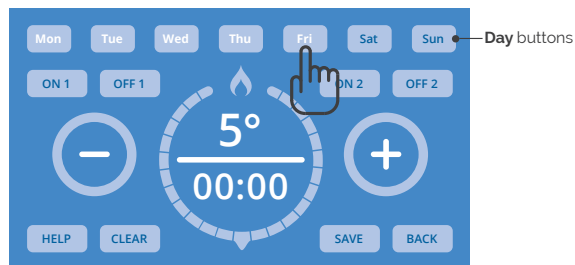 Mon Tue Wed Thu Fri Sat Sun Day buttons
ON 1 OFF 1 ON 2 OFF 2
5°
00:00
HELP CLEAR SAVE BACK